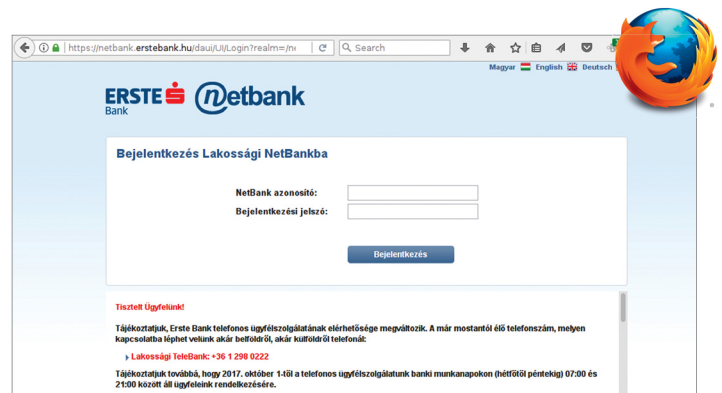 https://netbank.erstebank.hu/daui/UI/Login?realm=/ne
Search
Magyar English Deutsch
ERSTE Netbank
Bank
Bejelentkezés Lakossági NetBankba
NetBank azonosító:
Bejelentkezési jelszó:
Bejelentkezés
Tisztelt Ügyfelünk!
Tájékoztatjuk, Erste Bank telefonos ügyfélszolgálatának elérhetősége megváltozik. A már mostantól élő telefonszám, melyen
kapcsolatba léphet velünk akár belföldről, akár külföldről telefonál:
Lakossági TeleBank: +36 1 298 0222
Tájékoztatjuk továbbá, hogy 2017. október 1-től a telefonos ügyfélszolgálatunk banki munkanapokon (hétfőtől péntekig) 07:00 és
21:00 között áll ügyfeleink rendelkezésére.